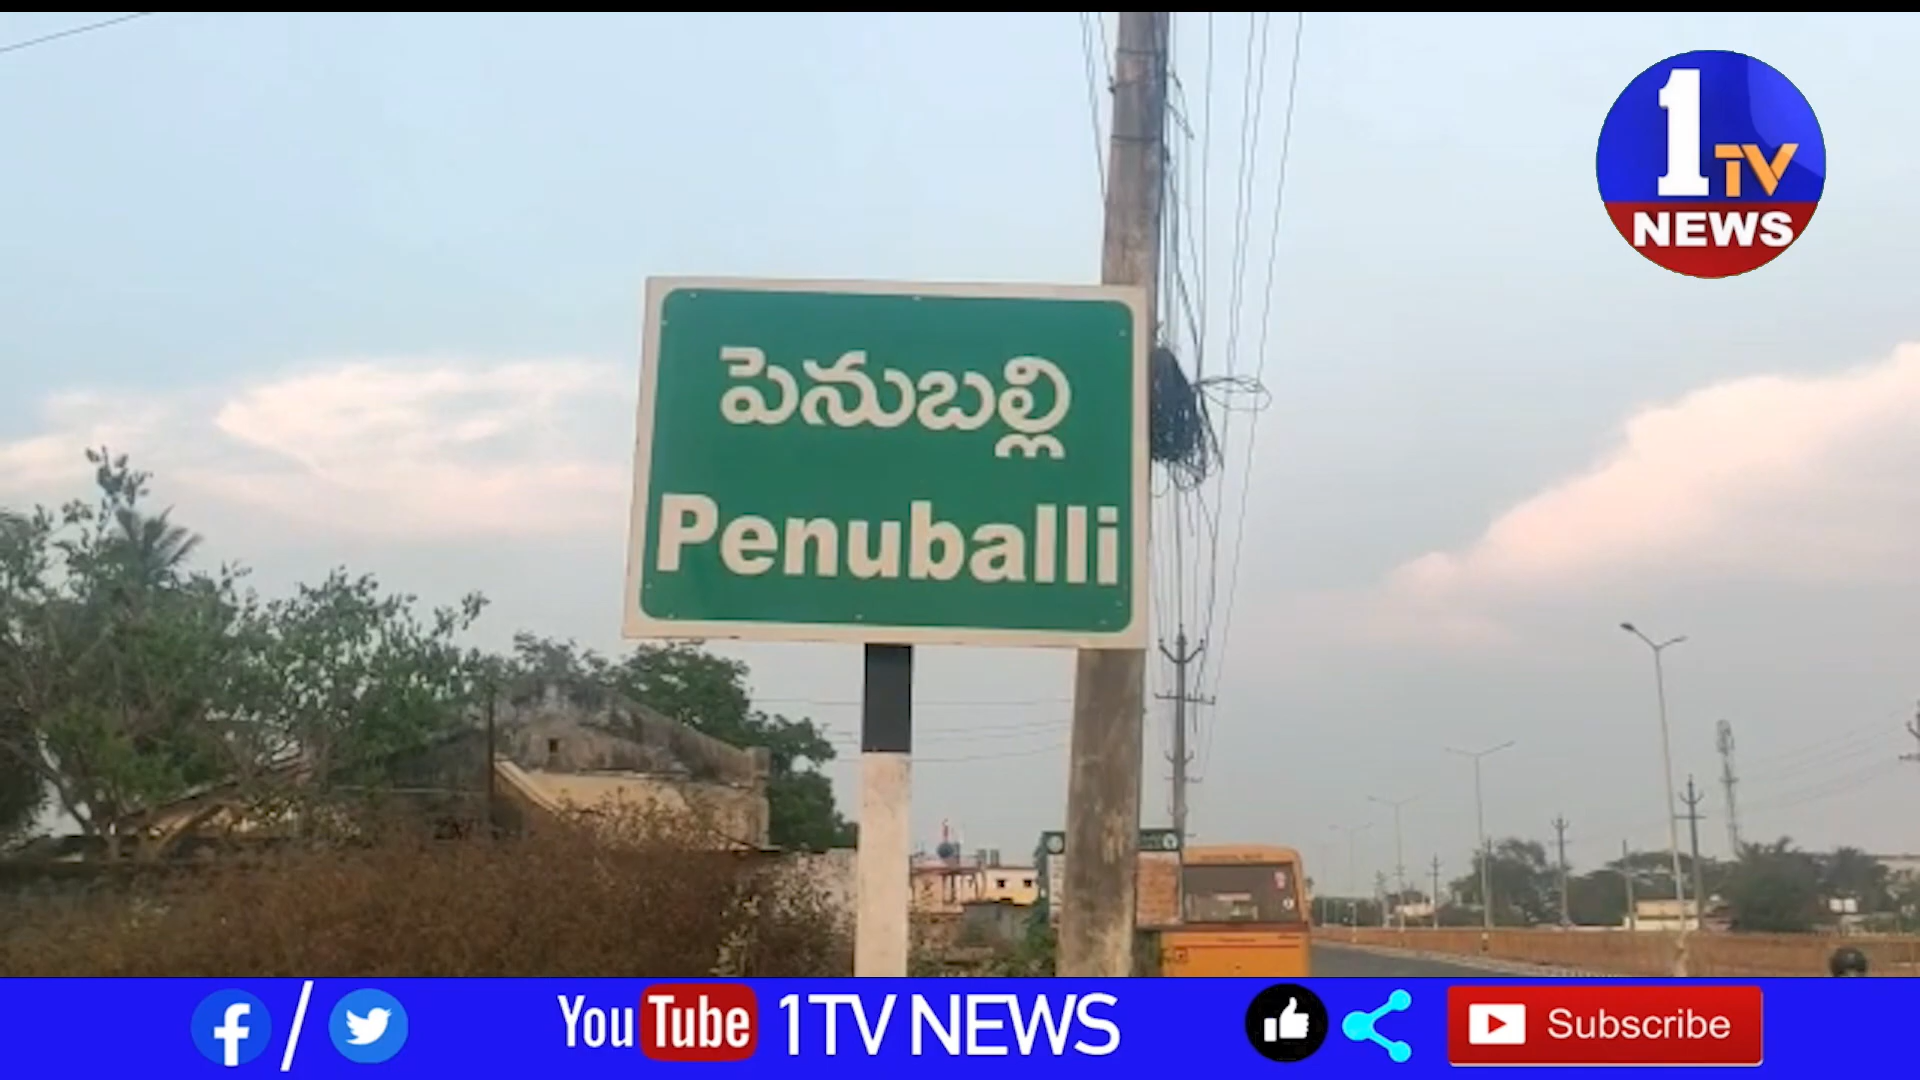 1 TV
NEWS
పెనుబల్లి
Penuballi
You Tube 1TV NEWS
Subscribe